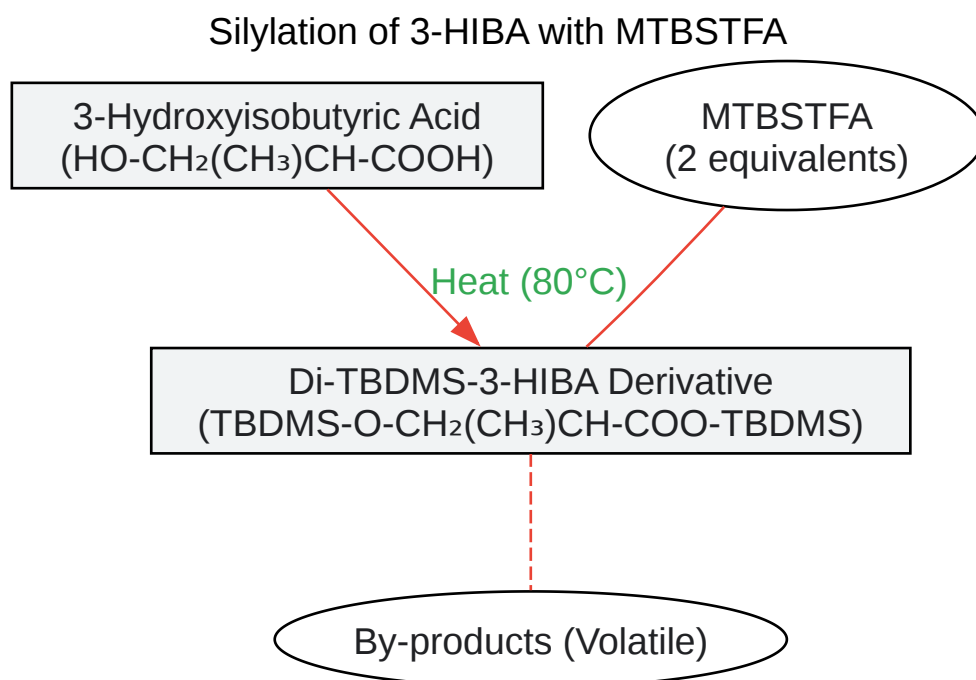 Silylation of 3-HIBA with MTBSTFA
3-Hydroxyisobutyric Acid
(HO-CH₂(CH₃)CH-COOH)
MTBSTFA
(2 equivalents)
Heat (80°C)
Di-TBDMS-3-HIBA Derivative
(TBDMS-O-CH₂(CH₃)CH-COO-TBDMS)
By-products (Volatile)